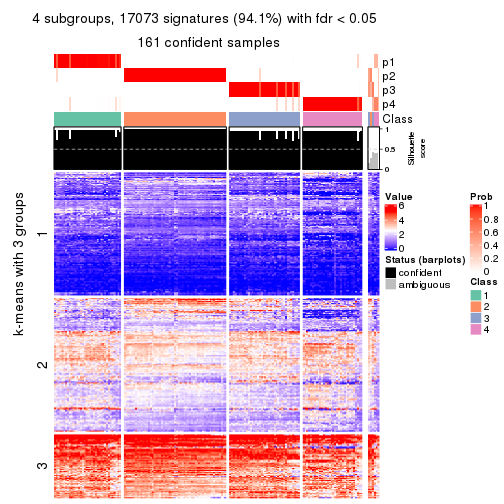 4 subgroups, 17073 signatures (94.1%) with fdr < 0.05
161 confident samples
p1
p2
p3
p4
Class
1
0.5
0
Silhouette
score
k-means with 3 groups
1
2
3
Value
6
4
2
0
Status (barplots)
confident
ambiguous
Prob
1
0.8
0.6
0.4
0.2
0
Class
1
2
3
4